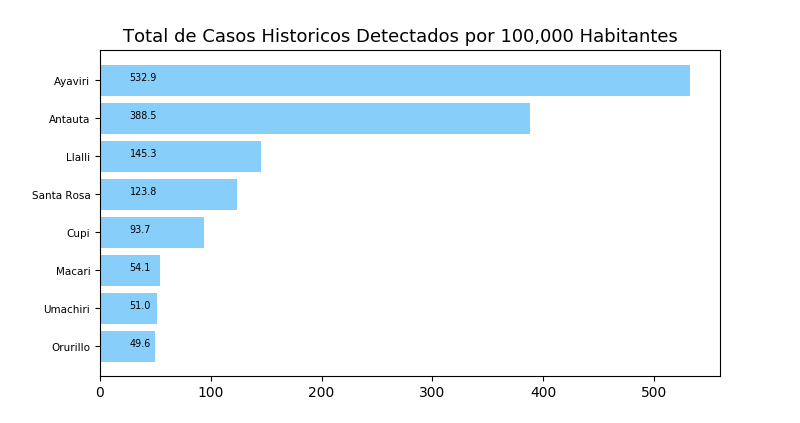 Total de Casos Historicos Detectados por 100,000 Habitantes
Ayaviri 532.9
Antauta 388.5
Llalli 145.3
Santa Rosa 123.8
Cupi 93.7
Macari 54.1
Umachiri 51.0
Orurillo 49.6
0 100 200 300 400 500